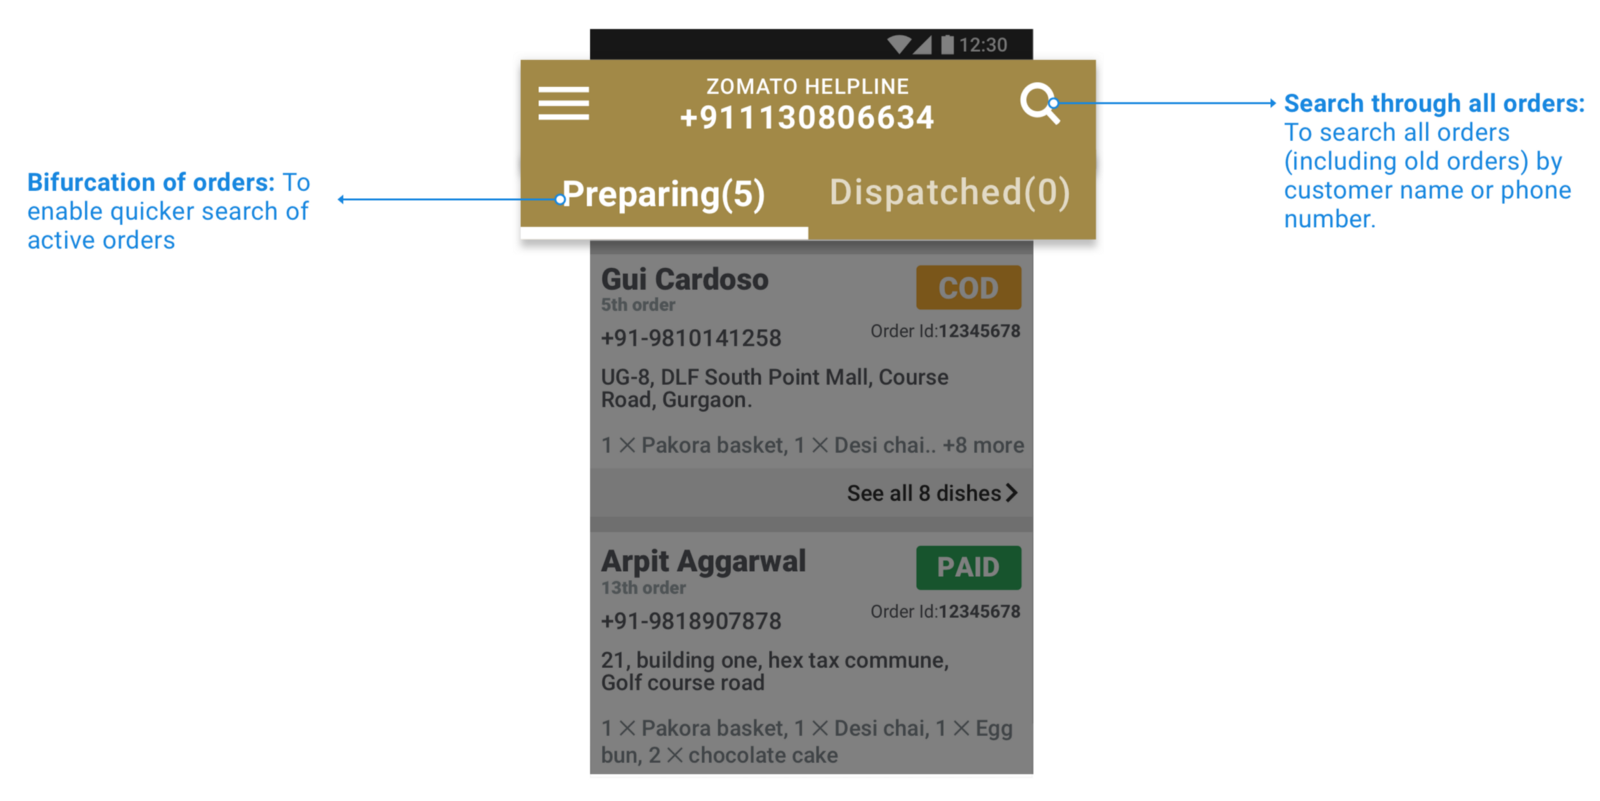 12:30
ZOMATO HELPLINE
+911130806634
Preparing(5)
Dispatched(0)
Bifurcation of orders: To
enable quicker search of
active orders
Search through all orders:
To search all orders
(including old orders) by
customer name or phone
number.
Gui Cardoso
COD
5th order
Order Id:12345678
+91-9810141258
UG-8, DLF South Point Mall, Course
Road, Gurgaon.
1 × Pakora basket, 1 × Desi chai.. +8 more
See all 8 dishes
Arpit Aggarwal
PAID
13th order
Order Id:12345678
+91-9818907878
21, building one, hex tax commune,
Golf course road
1 × Pakora basket, 1 × Desi chai, 1 × Egg
bun, 2 × chocolate cake